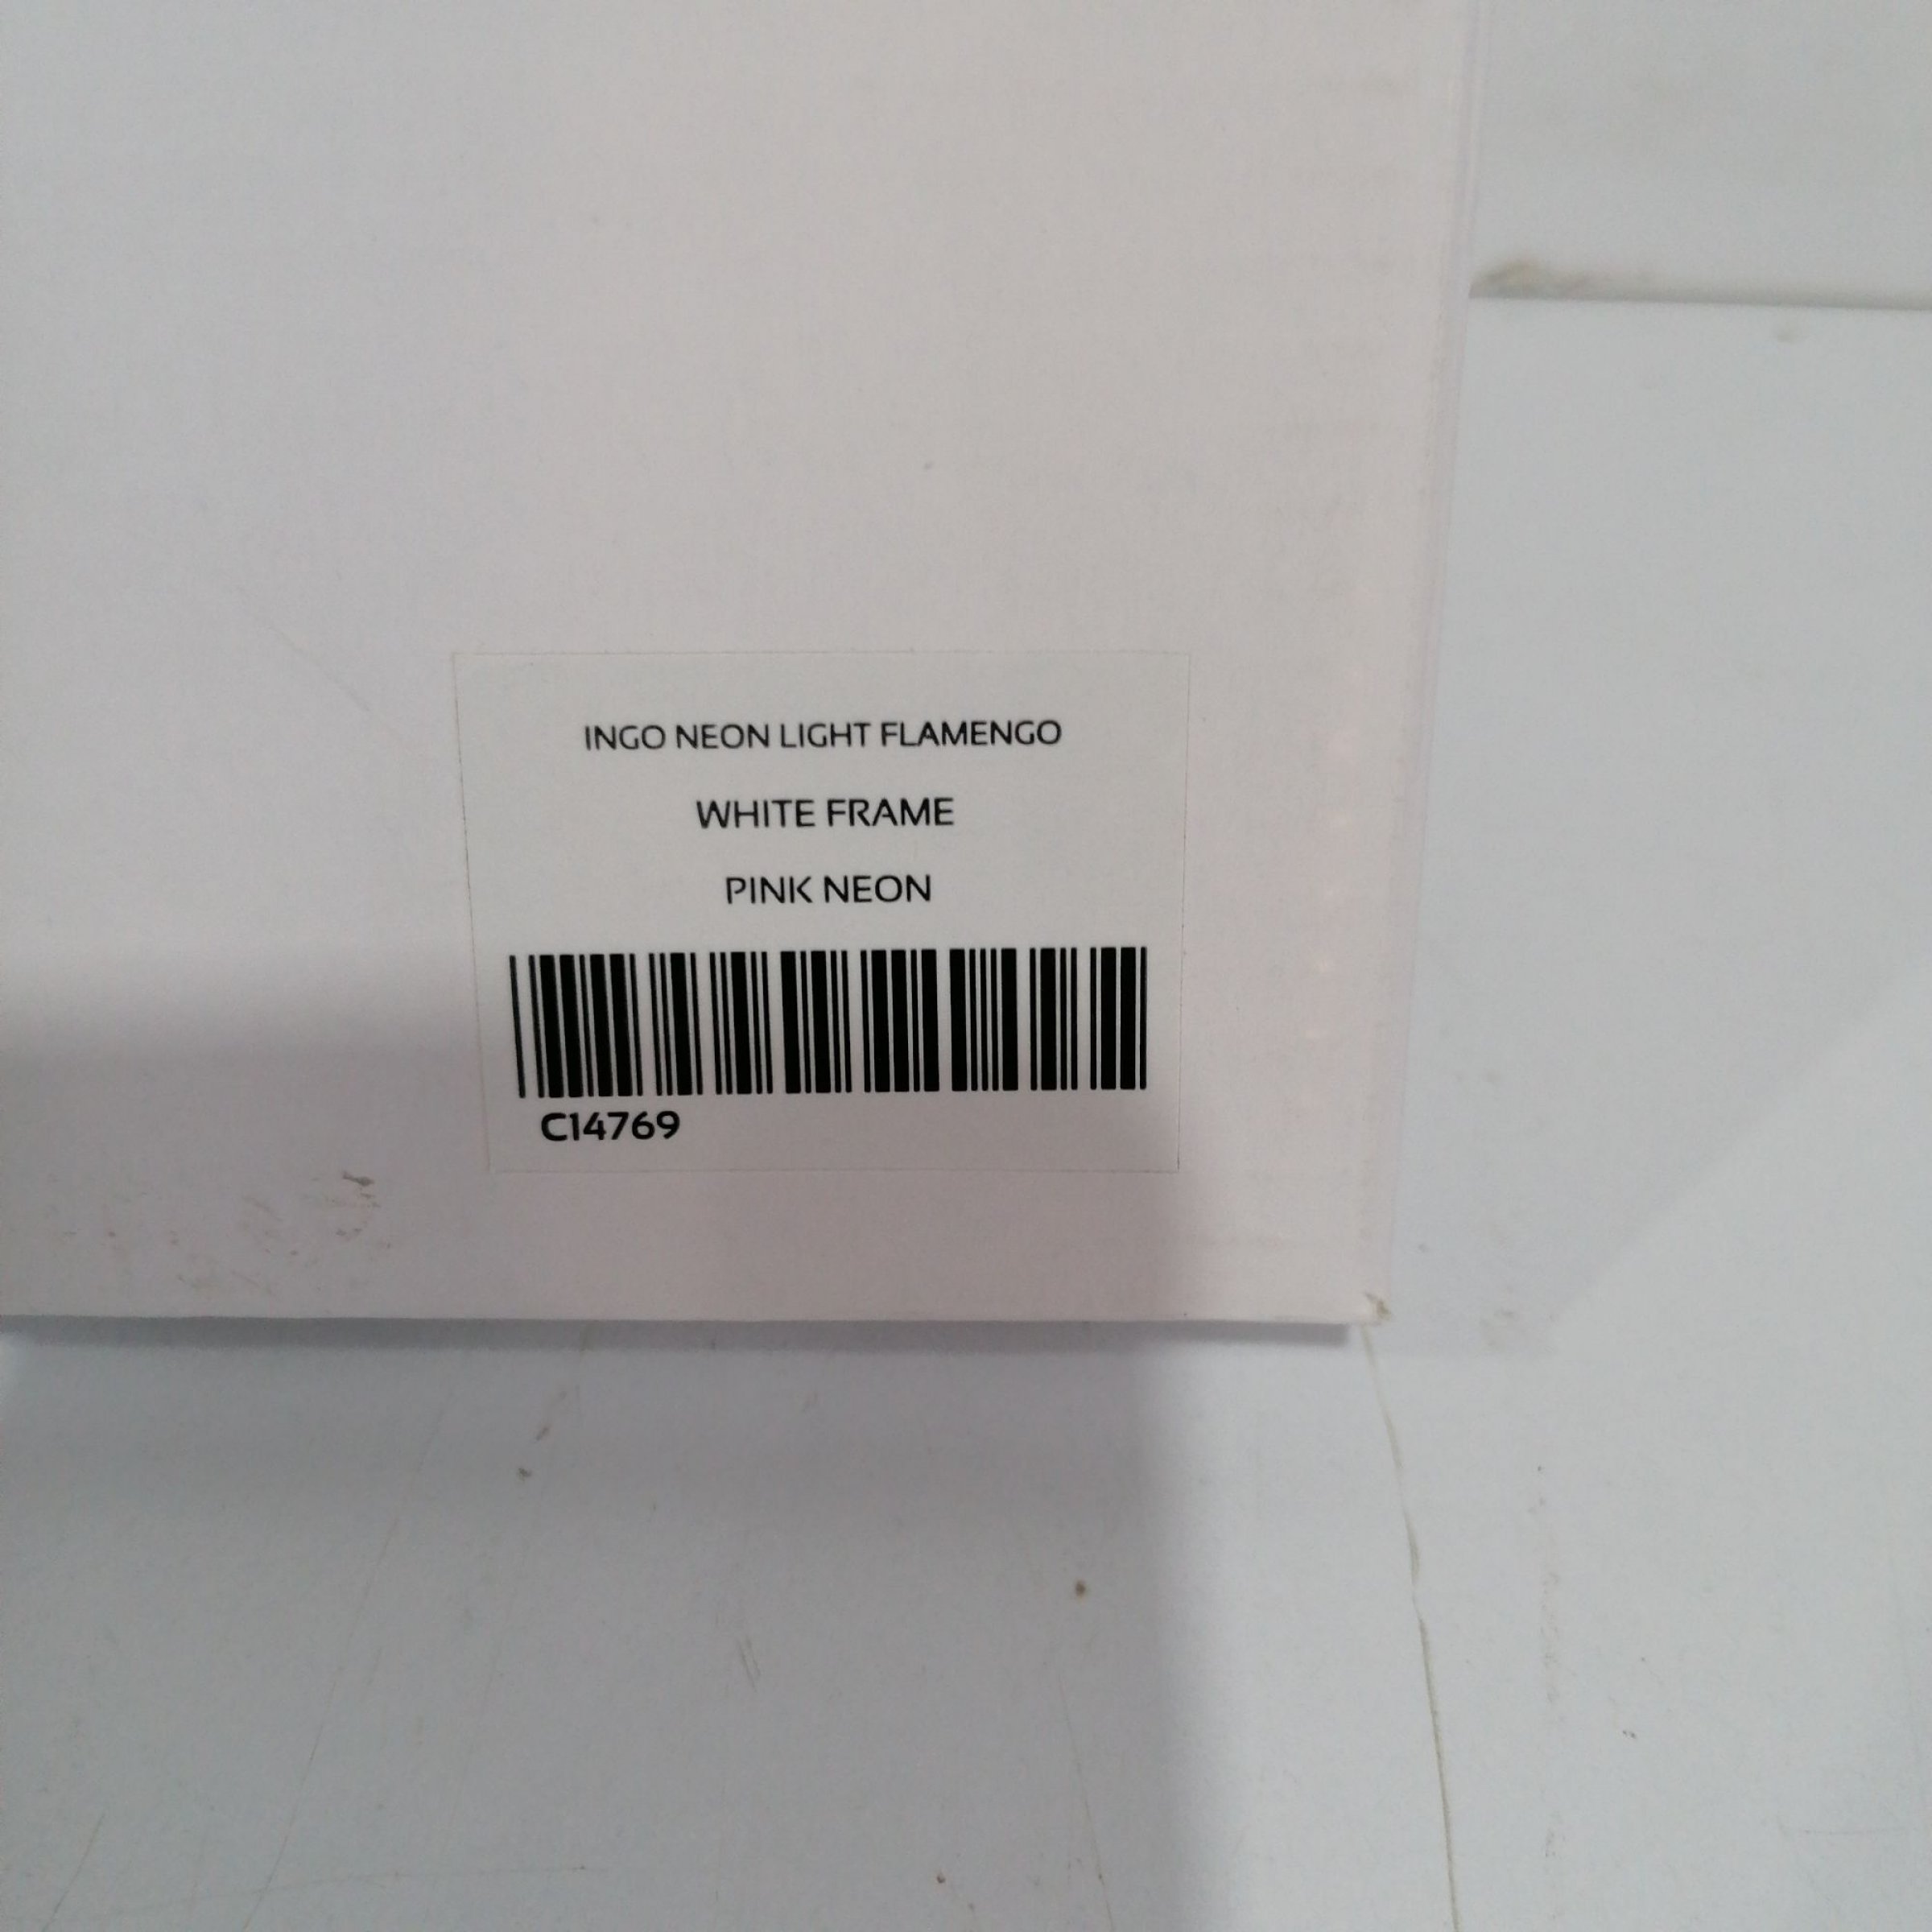 INGO NEON LIGHT FLAMENGO
WHITE FRAME
PINK NEON
C14769